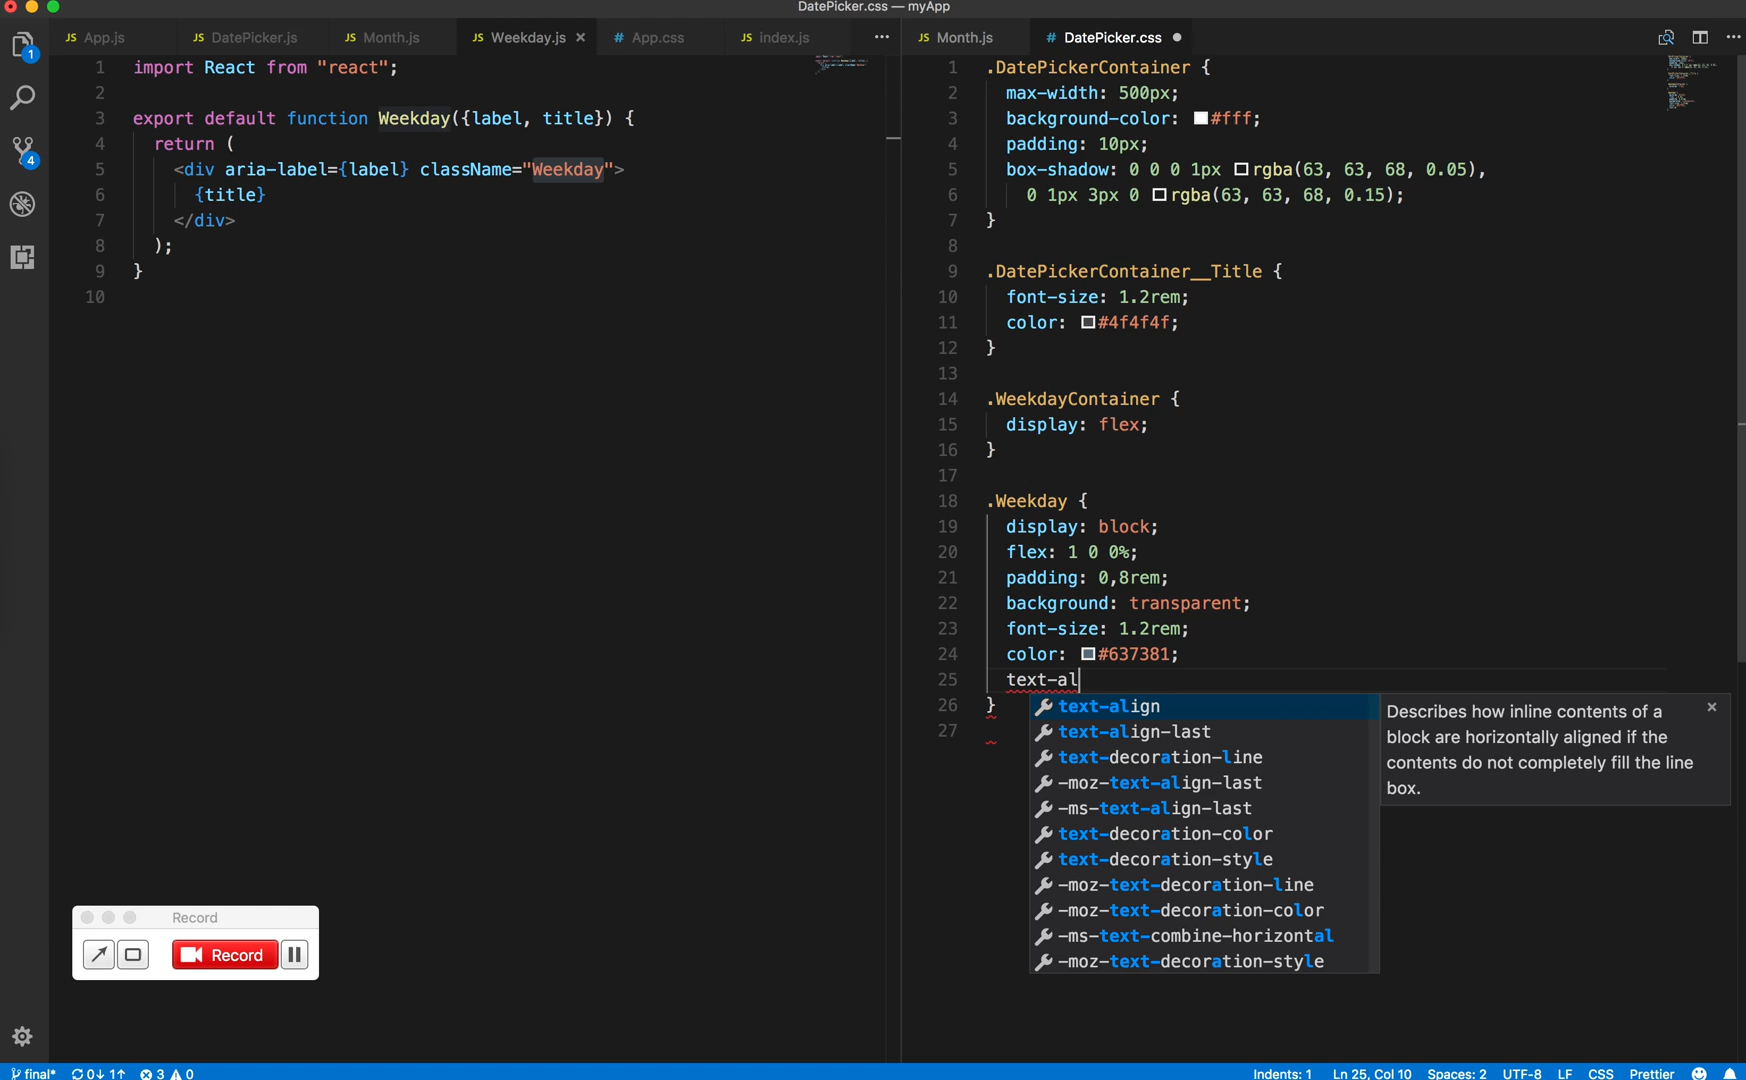 DatePicker.css — myApp
JS App.js
JS DatePicker.js
JS Month.js
JS Weekday.js ×
# App.css
JS index.js
•••
JS Month.js
# DatePicker.css ●
•••
1
4
1 import React from "react";
2
3 export default function Weekday({label, title}) {
4 return (
5 <div aria-label={label} className="Weekday">
6 {title}
7 </div>
8 );
9 }
10
1 .DatePickerContainer {
2 max-width: 500px;
3 background-color: #fff;
4 padding: 10px;
5 box-shadow: 0 0 0 1px rgba(63, 63, 68, 0.05),
6 0 1px 3px 0 rgba(63, 63, 68, 0.15);
7 }
8
9 .DatePickerContainer__Title {
10 font-size: 1.2rem;
11 color: #4f4f4f;
12 }
13
14 .WeekdayContainer {
15 display: flex;
16 }
17
18 .Weekday {
19 display: block;
20 flex: 1 0 0%;
21 padding: 0,8rem;
22 background: transparent;
23 font-size: 1.2rem;
24 color: #637381;
25 text-al
26 }
27
text-align
text-align-last
text-decoration-line
-moz-text-align-last
-ms-text-align-last
text-decoration-color
text-decoration-style
-moz-text-decoration-line
-moz-text-decoration-color
-ms-text-combine-horizontal
-moz-text-decoration-style
Describes how inline contents of a ×
block are horizontally aligned if the
contents do not completely fill the line
box.
Record
Record
final* 0↓ 1↑ 3 0
Indents: 1 Ln 25, Col 10 Spaces: 2 UTF-8 LF CSS Prettier